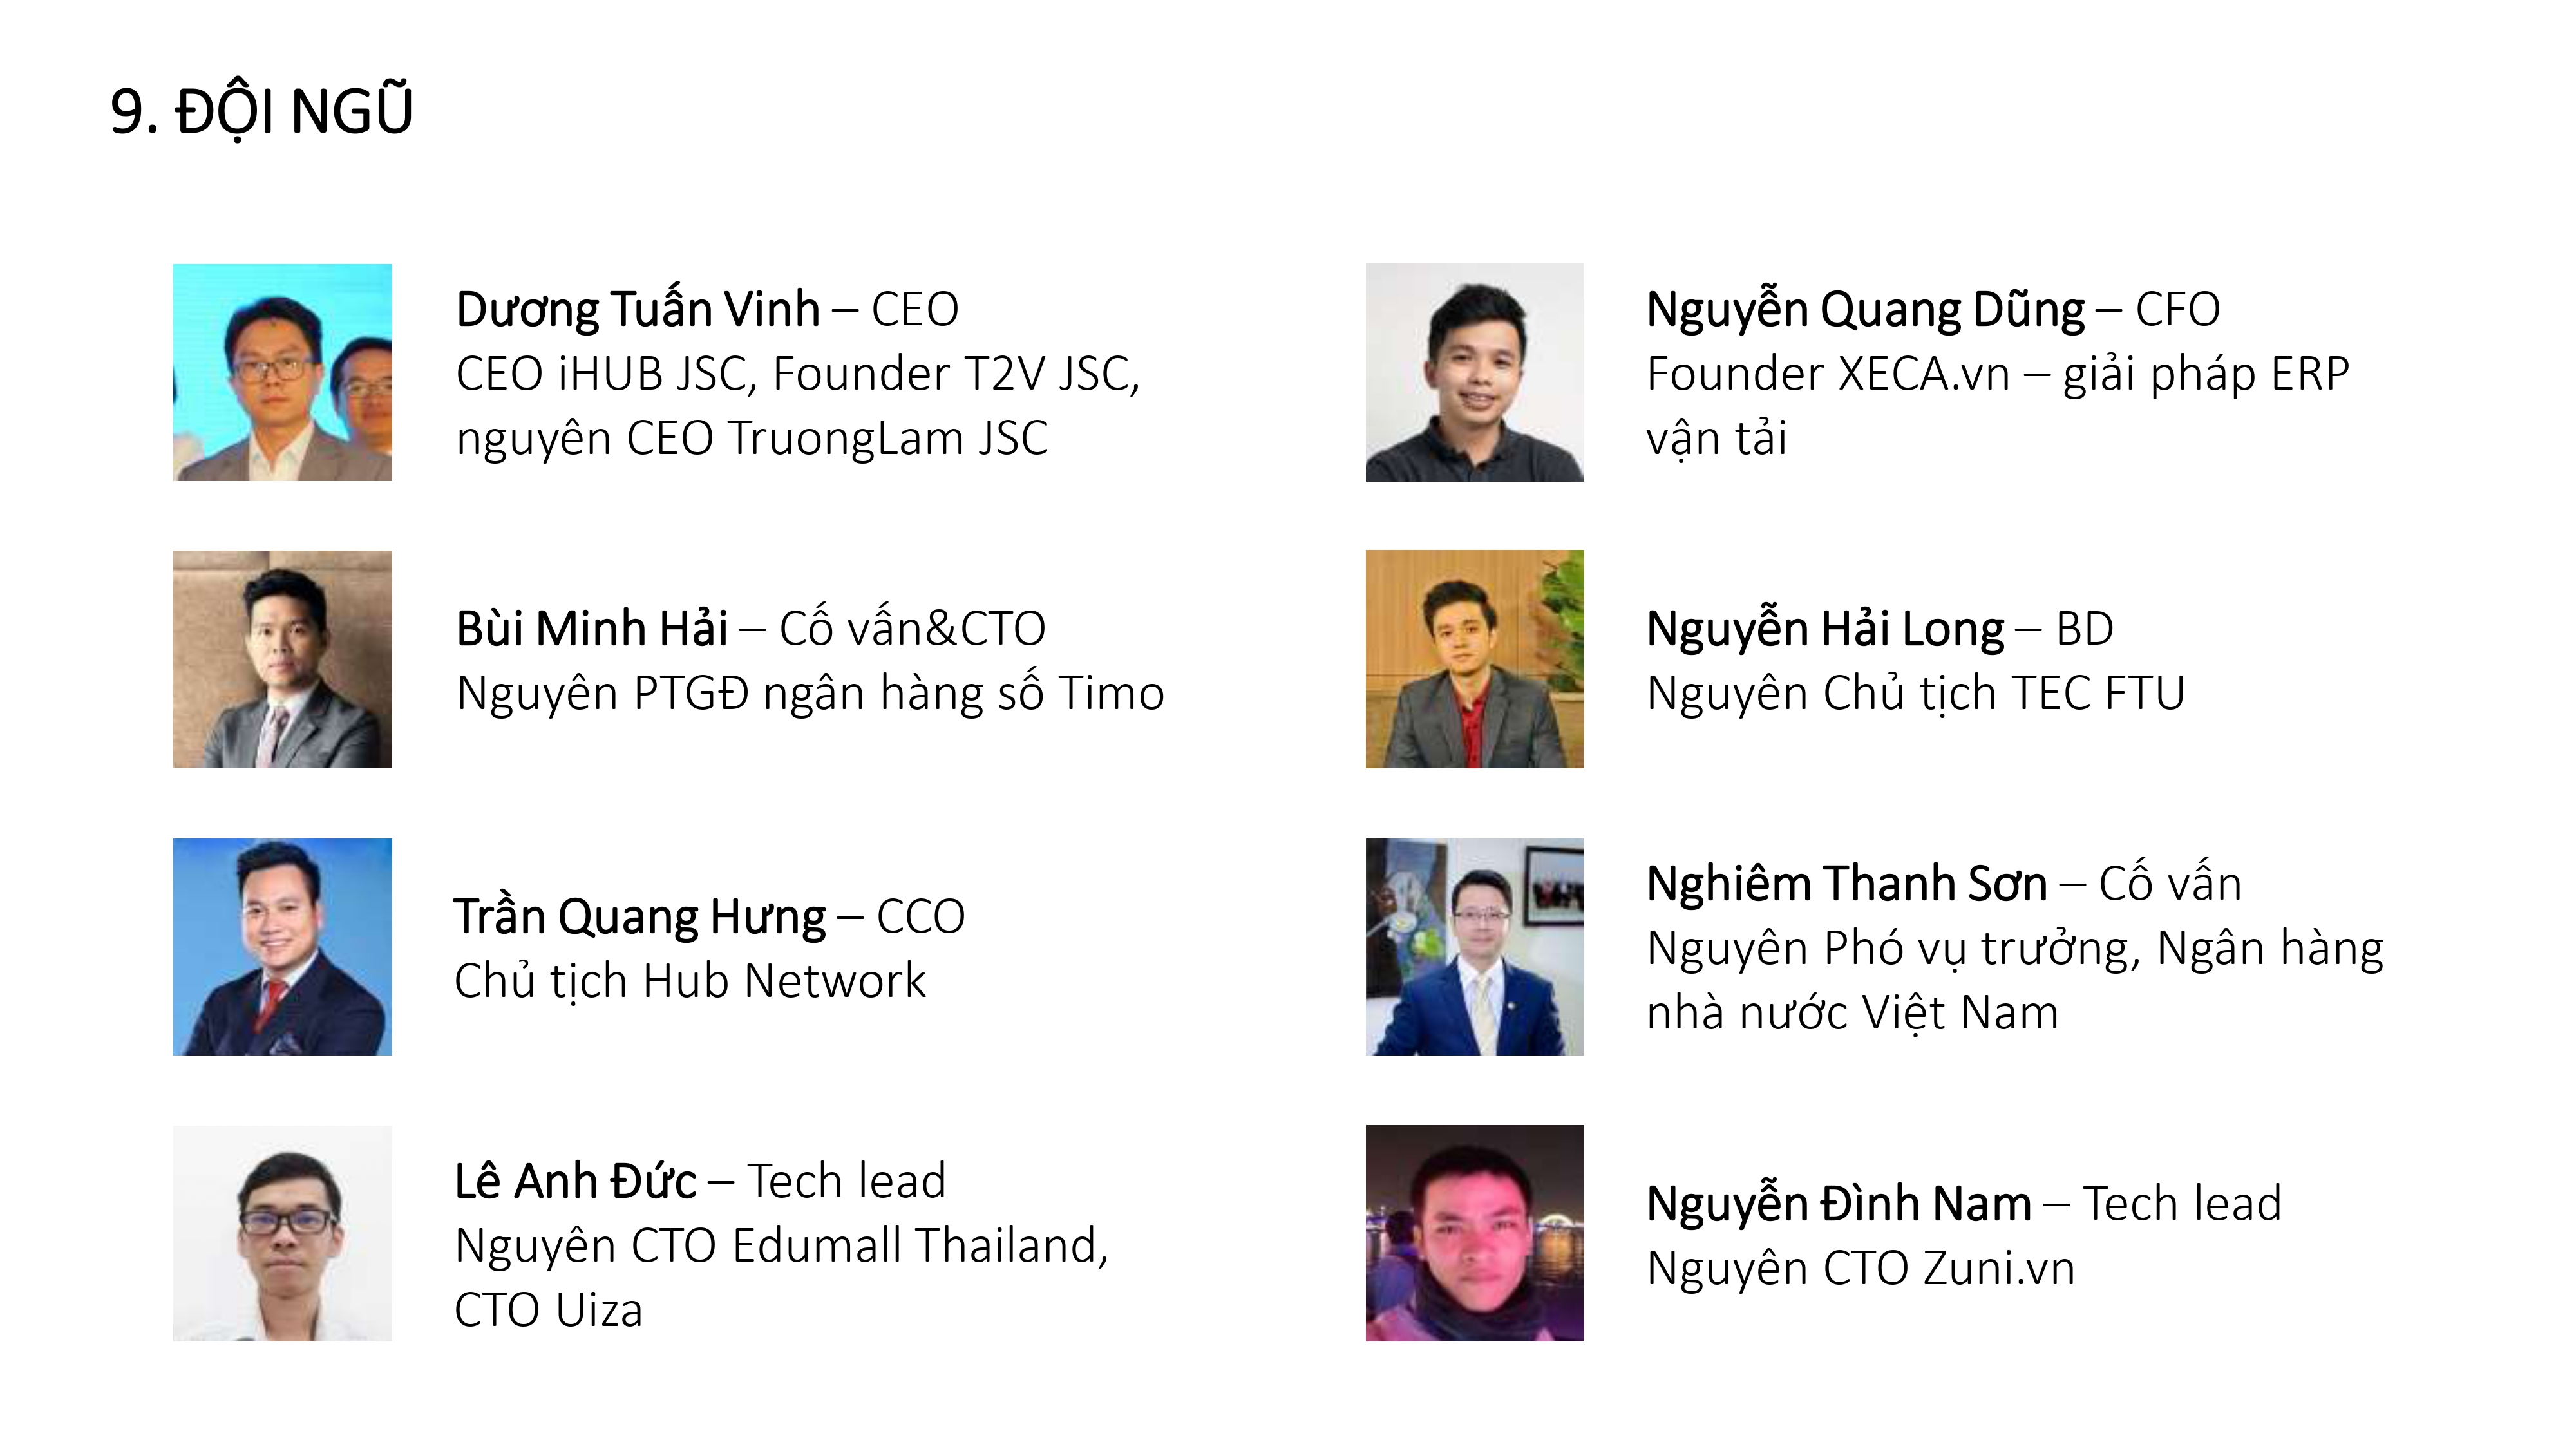 9. ĐỘI NGŨ
Dương Tuấn Vinh – CEO
CEO iHUB JSC, Founder T2V JSC,
nguyên CEO TruongLam JSC
Bùi Minh Hải – Cố vấn&CTO
Nguyên PTGĐ ngân hàng số Timo
Trần Quang Hưng – CCO
Chủ tịch Hub Network
Lê Anh Đức – Tech lead
Nguyên CTO Edumall Thailand,
CTO Uiza
Nguyễn Quang Dũng – CFO
Founder XECA.vn – giải pháp ERP
vận tải
Nguyễn Hải Long – BD
Nguyên Chủ tịch TEC FTU
Nghiêm Thanh Sơn – Cố vấn
Nguyên Phó vụ trưởng, Ngân hàng
nhà nước Việt Nam
Nguyễn Đình Nam – Tech lead
Nguyên CTO Zuni.vn